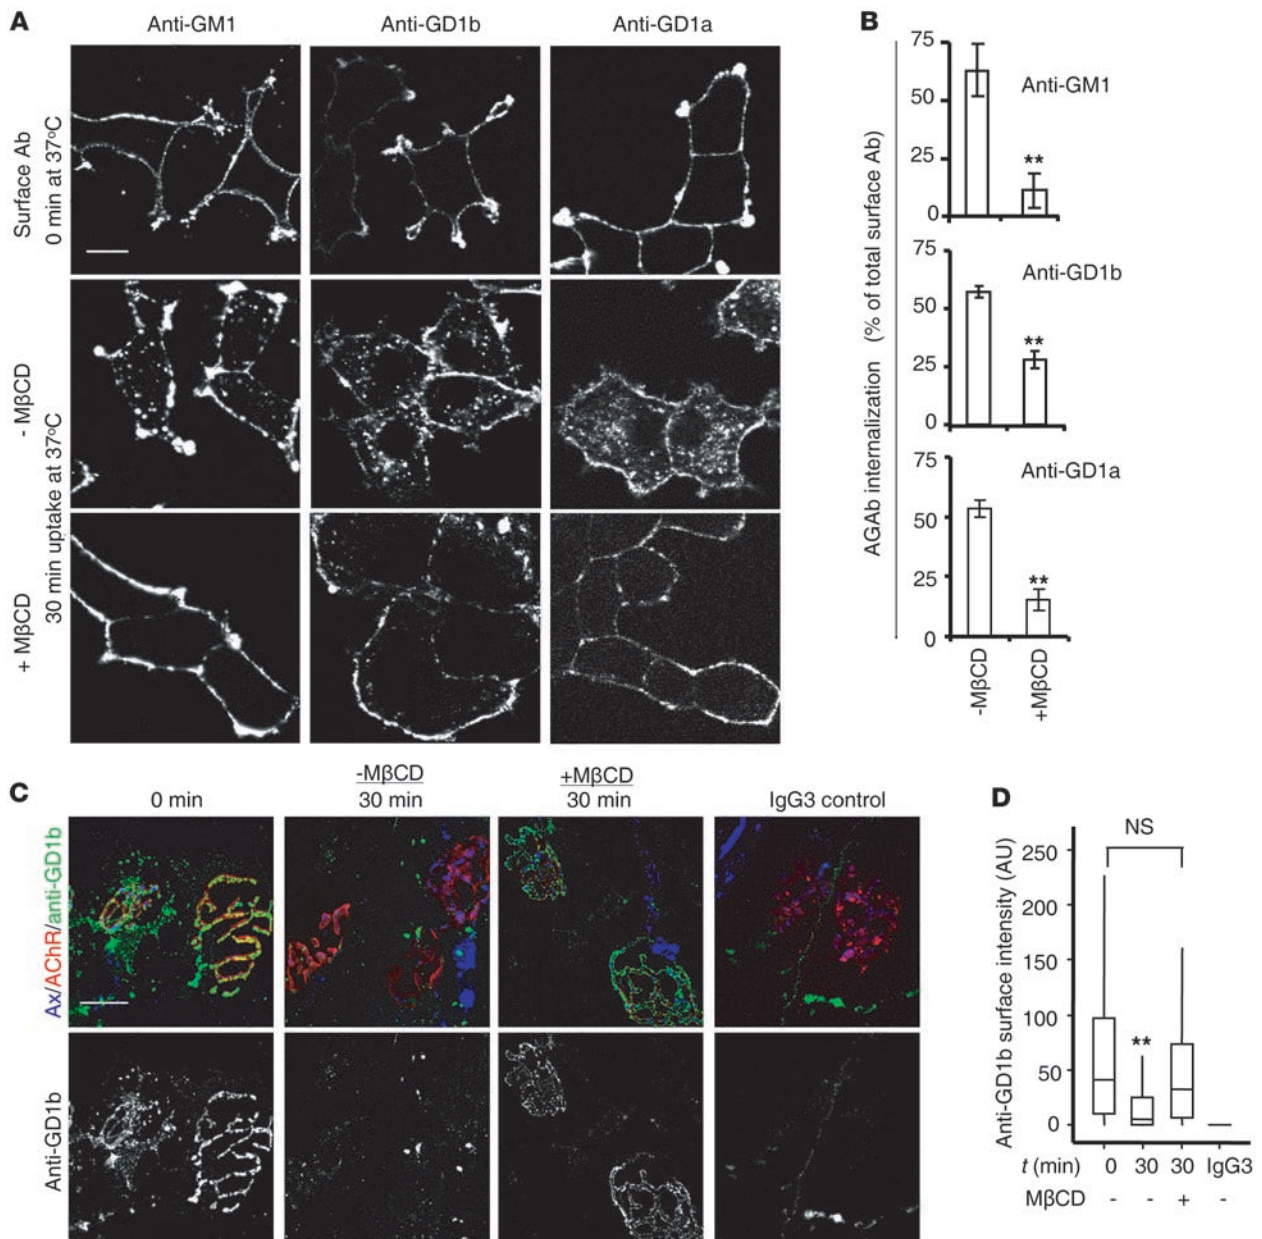 A
Anti-GM1
Anti-GD1b
Anti-GD1a
Surface Ab
0 min at 37°C
- MβCD
+ MβCD
30 min uptake at 37°C
B
AGAb internalization (% of total surface Ab)
75
50
25
0
Anti-GM1
**
75
50
25
0
Anti-GD1b
**
75
50
25
0
Anti-GD1a
**
-MβCD
+MβCD
C
0 min
-MβCD
30 min
+MβCD
30 min
IgG3 control
Ax/AChR/anti-GD1b
Anti-GD1b
D
Anti-GD1b surface intensity (AU)
250
200
150
100
50
0
NS
**
t (min) 0 30 30 IgG3
MβCD - - + -